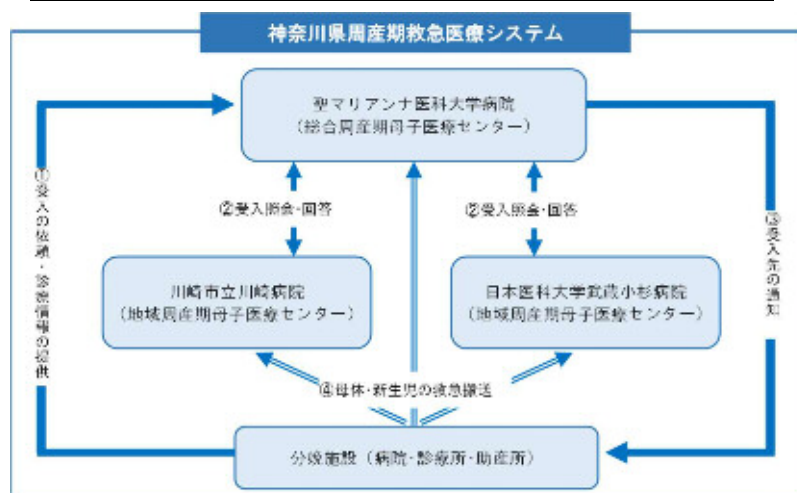 神奈川県周産期救急医療システム
聖マリアンナ医科大学病院
（総合周産期母子医療センター）
①受入の依頼・診療情報の提供
②受入照会・回答
②受入照会・回答
③受入先の通知
川崎市立川崎病院
（地域周産期母子医療センター）
日本医科大学武蔵小杉病院
（地域周産期母子医療センター）
④母体・新生児の救急搬送
分娩施設（病院・診療所・助産所）